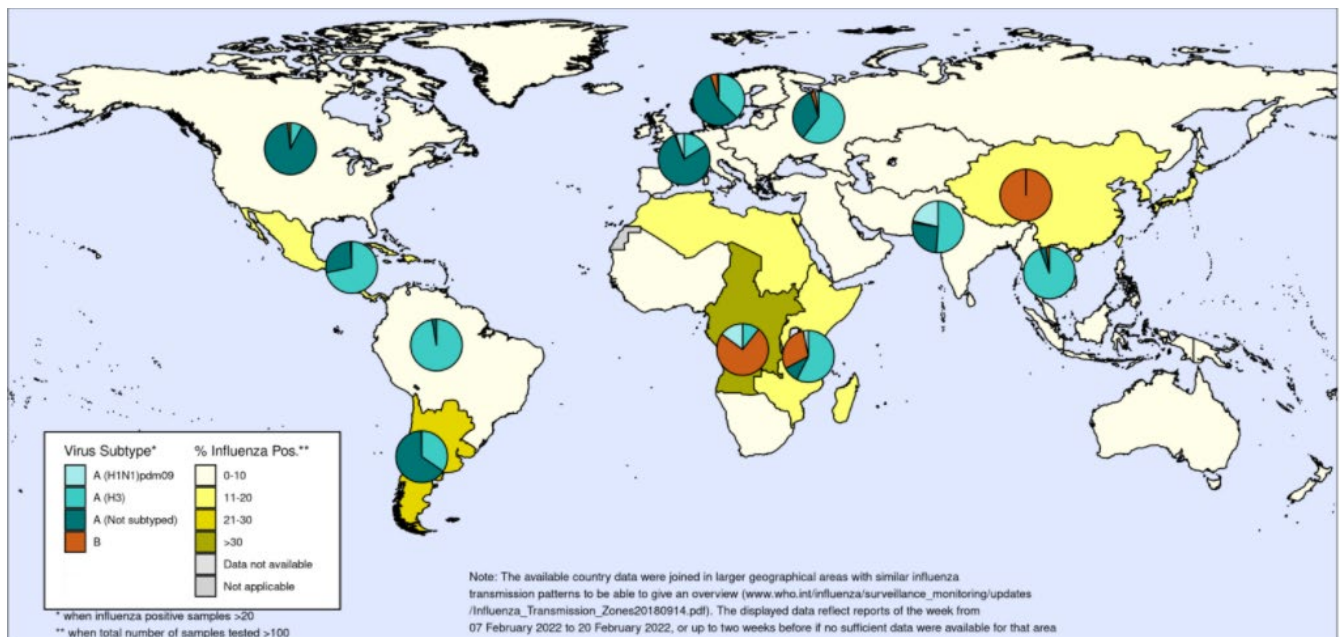 Virus Subtype*
A (H1N1)pdm09
A (H3)
A (Not subtyped)
B
% Influenza Pos.**
0-10
11-20
21-30
>30
Data not available
Not applicable
* when influenza positive samples >20
** when total number of samples tested >100
Note: The available country data were joined in larger geographical areas with similar influenza
transmission patterns to be able to give an overview (www.who.int/influenza/surveillance_monitoring/updates
/Influenza_Transmission_Zones20180914.pdf). The displayed data reflect reports of the week from
07 February 2022 to 20 February 2022, or up to two weeks before if no sufficient data were available for that area